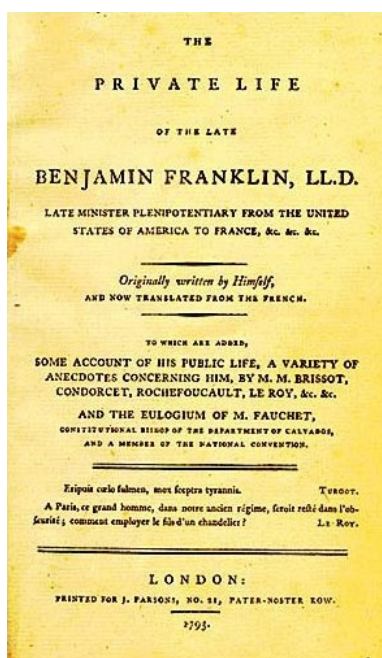 THE
PRIVATE LIFE
OF THE LATE
BENJAMIN FRANKLIN, LL.D.
LATE MINISTER PLENIPOTENTIARY FROM THE UNITED
STATES OF AMERICA TO FRANCE, &c. &c. &c.
Originally written by Himself,
AND NOW TRANSLATED FROM THE FRENCH.
TO WHICH ARE ADDED,
SOME ACCOUNT OF HIS PUBLIC LIFE, A VARIETY OF
ANECDOTES CONCERNING HIM, BY M. M. BRISSOT,
CONDORCET, ROCHEFOUCAULT, LE ROY, &c. &c.
AND THE EULOGIUM OF M. FAUCHET,
CONSTITUTIONAL BISHOP OF THE DEPARTMENT OF CALVADOS,
AND A MEMBER OF THE NATIONAL CONVENTION.
Eripuit cœlo fulmen, mox ſceptra tyrannis. TURGOT.
A Paris, ce grand homme, dans notre ancien régime, ſeroit reſté dans l'ob-
ſcurité; comment employer le fils d'un chandelier? LE ROY.
LONDON:
PRINTED FOR J. PARSONS, NO. 21, PATER-NOSTER ROW.
1793.